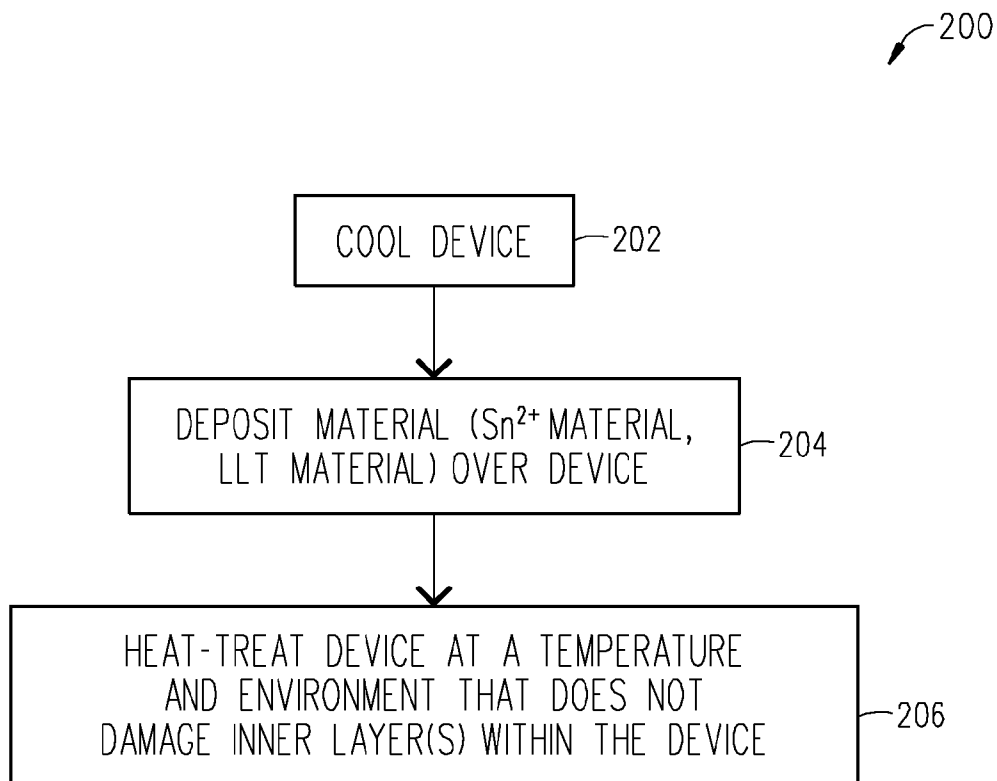 200
COOL DEVICE
202
DEPOSIT MATERIAL (Sn²⁺ MATERIAL,
LLT MATERIAL) OVER DEVICE
204
HEAT-TREAT DEVICE AT A TEMPERATURE
AND ENVIRONMENT THAT DOES NOT
DAMAGE INNER LAYER(S) WITHIN THE DEVICE
206